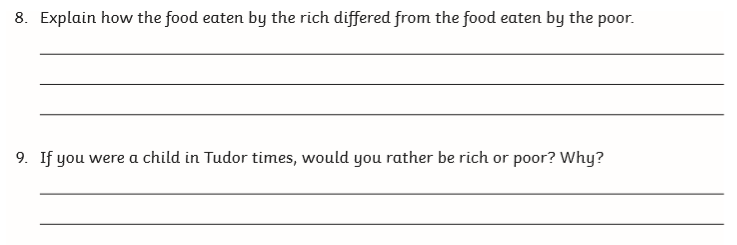 8. Explain how the food eaten by the rich differed from the food eaten by the poor.
9. If you were a child in Tudor times, would you rather be rich or poor? Why?